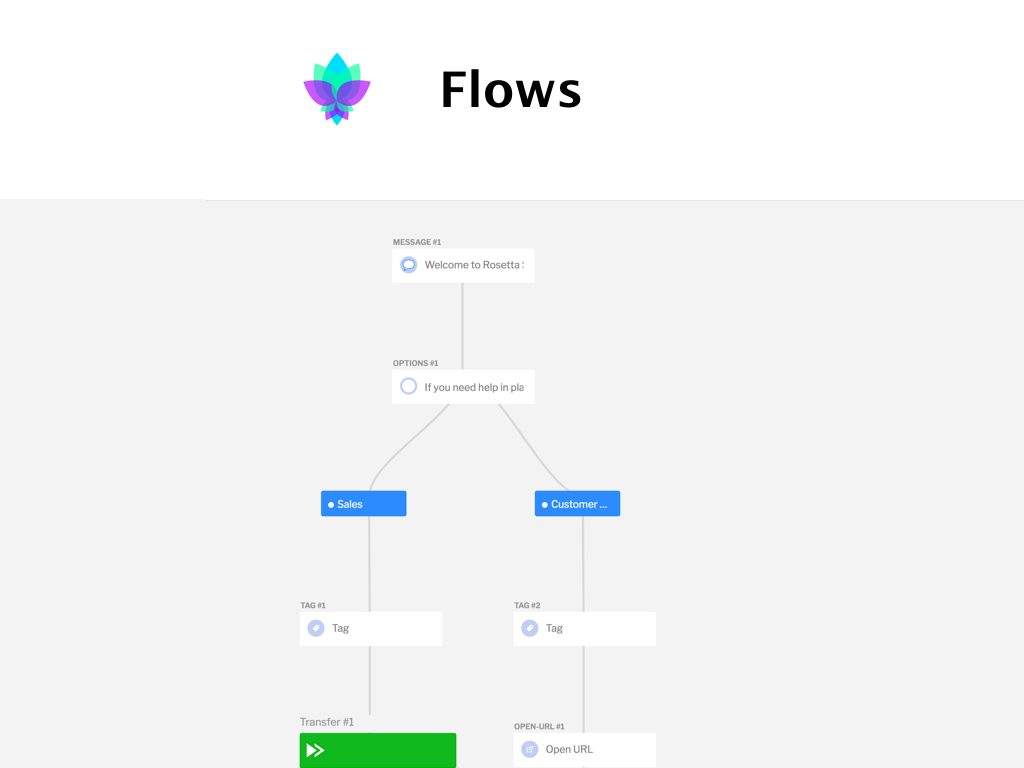 Flows
MESSAGE #1
Welcome to Rosetta
OPTIONS #1
If you need help in pla
Sales
Customer ...
TAG #1
Tag
TAG #2
Tag
Transfer #1
OPEN-URL #1
Open URL